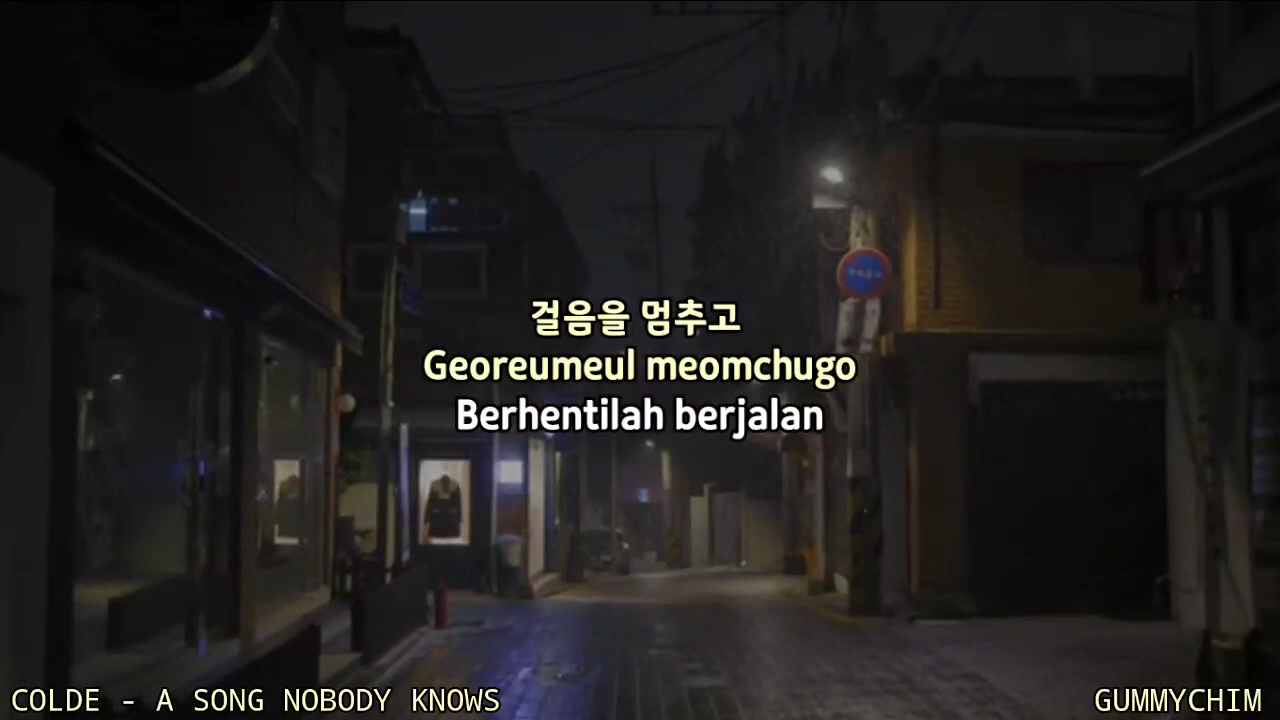 걸음을 멈추고
Georeumeul meomchugo
Berhentilah berjalan
COLDE - A SONG NOBODY KNOWS
GUMMYCHIM